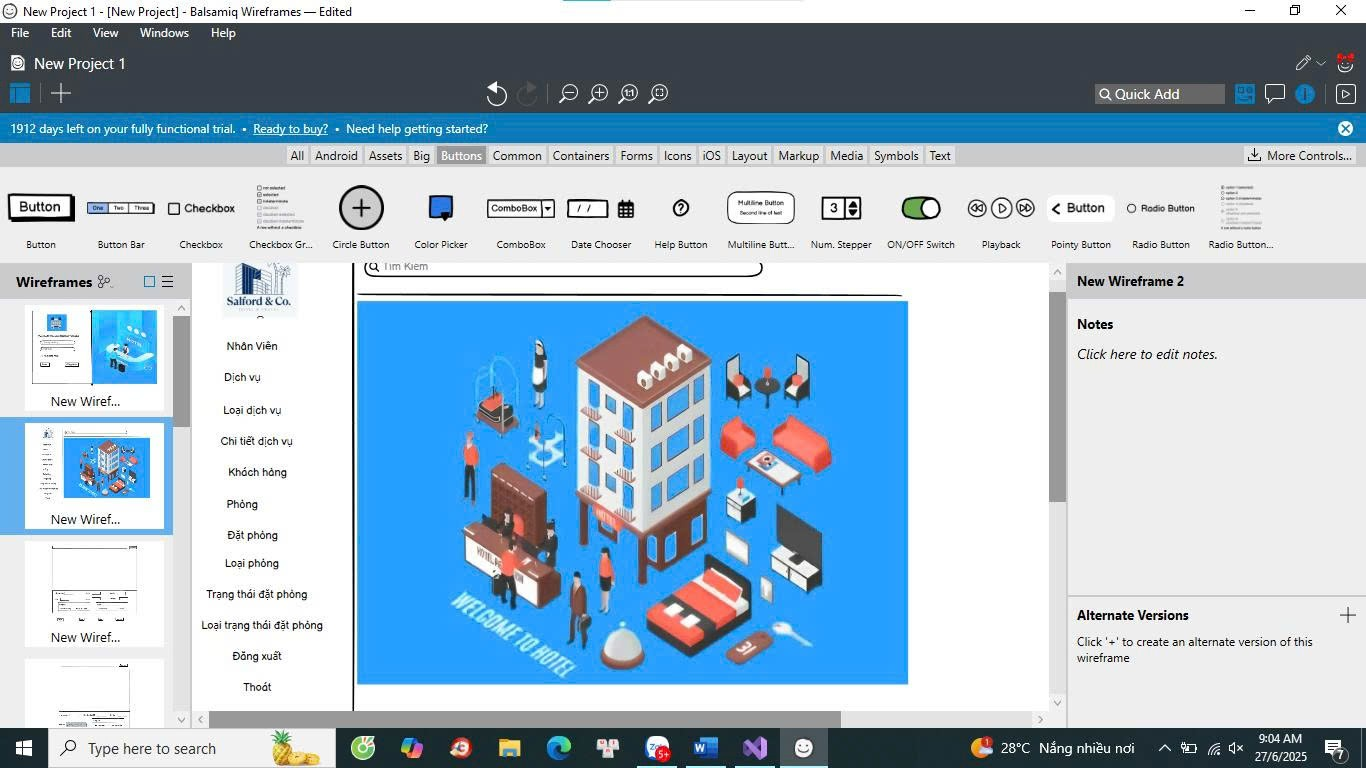 New Project 1 - [New Project] - Balsamiq Wireframes — Edited
File Edit View Windows Help
New Project 1
Quick Add
1912 days left on your fully functional trial. • Ready to buy? • Need help getting started?
All Android Assets Big Buttons Common Containers Forms Icons iOS Layout Markup Media Symbols Text
More Controls...
Button
One Two Three
Checkbox
ComboBox
/ /
Multiline Button
Second line of text
3
Button
Radio Button
Button
Button Bar
Checkbox
Checkbox Gr...
Circle Button
Color Picker
ComboBox
Date Chooser
Help Button
Multiline Butt...
Num. Stepper
ON/OFF Switch
Playback
Pointy Button
Radio Button
Radio Button...
Wireframes
New Wiref...
New Wiref...
New Wiref...
Tìm Kiếm
Salford & Co.
Nhân Viên
Dịch vụ
Loại dịch vụ
Chi tiết dịch vụ
Khách hàng
Phòng
Đặt phòng
Loại phòng
Trạng thái đặt phòng
Loại trạng thái đặt phòng
Đăng xuất
Thoát
HOTEL
WELCOME TO HOTEL
31
New Wireframe 2
Notes
Click here to edit notes.
Alternate Versions
Click '+' to create an alternate version of this
wireframe
Type here to search
5+
28°C Nắng nhiều nơi
9:04 AM
27/6/2025
7